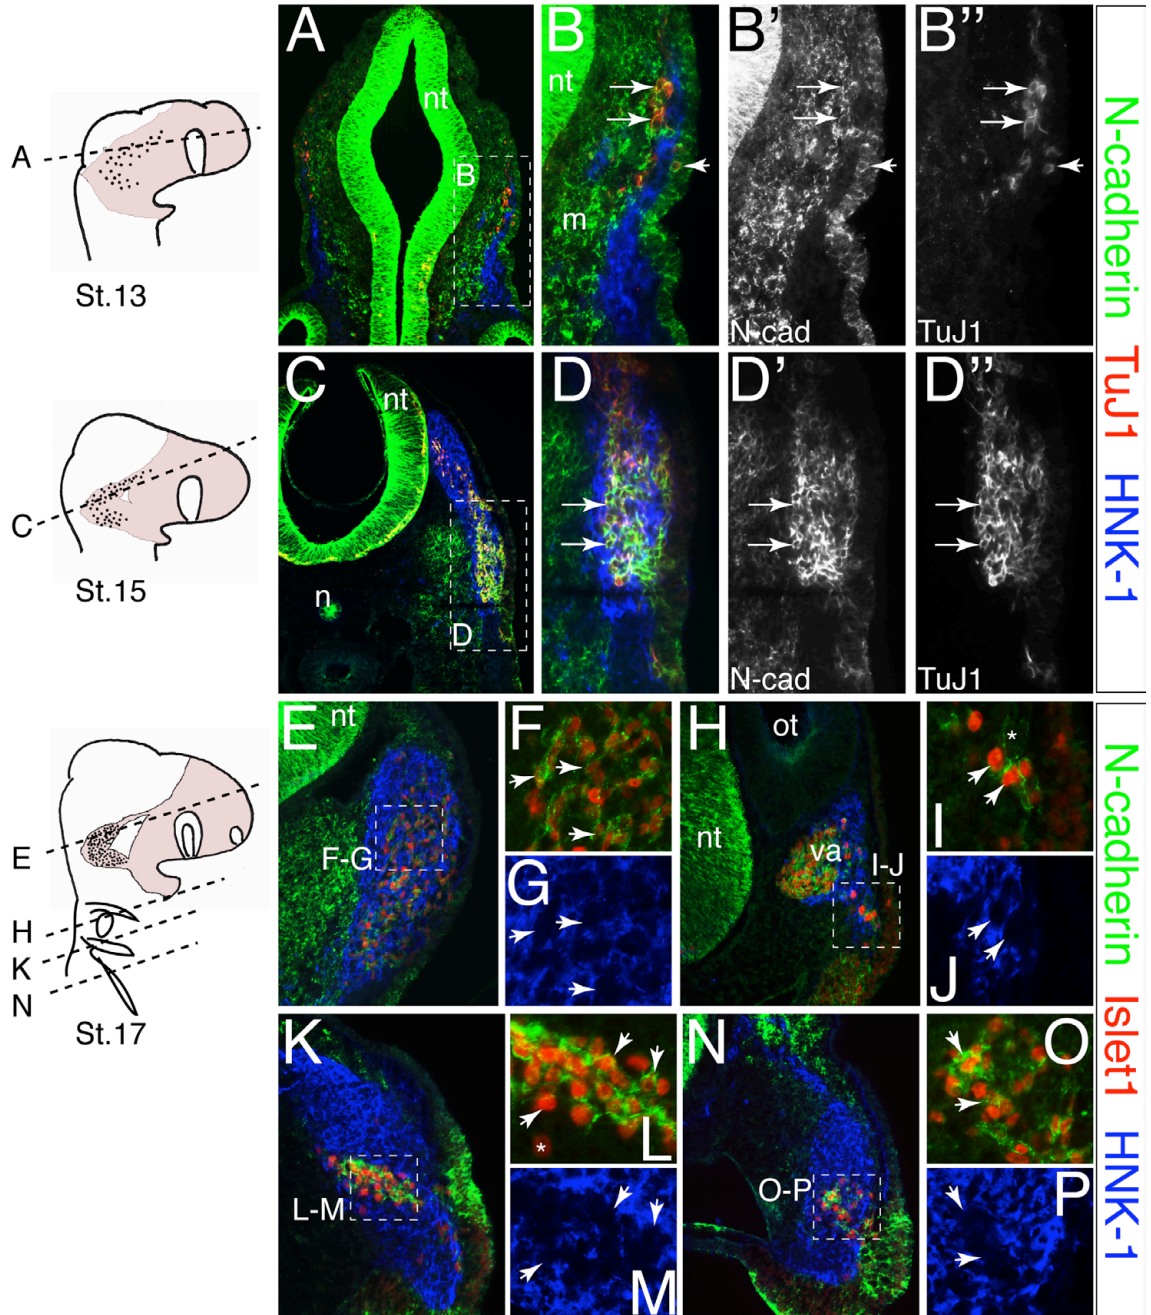 A
St.13
C
St.15
E
H
K
N
St.17
A
nt
B
B
nt
m
B'
N-cad
B''
TuJ1
C
nt
n
D
D
D'
N-cad
D''
TuJ1
N-cadherin TuJ1 HNK-1
E
nt
F-G
F
G
H
ot
nt
va
I-J
*
I
J
K
L-M
*
L
M
N
O-P
O
P
N-cadherin Islet1 HNK-1